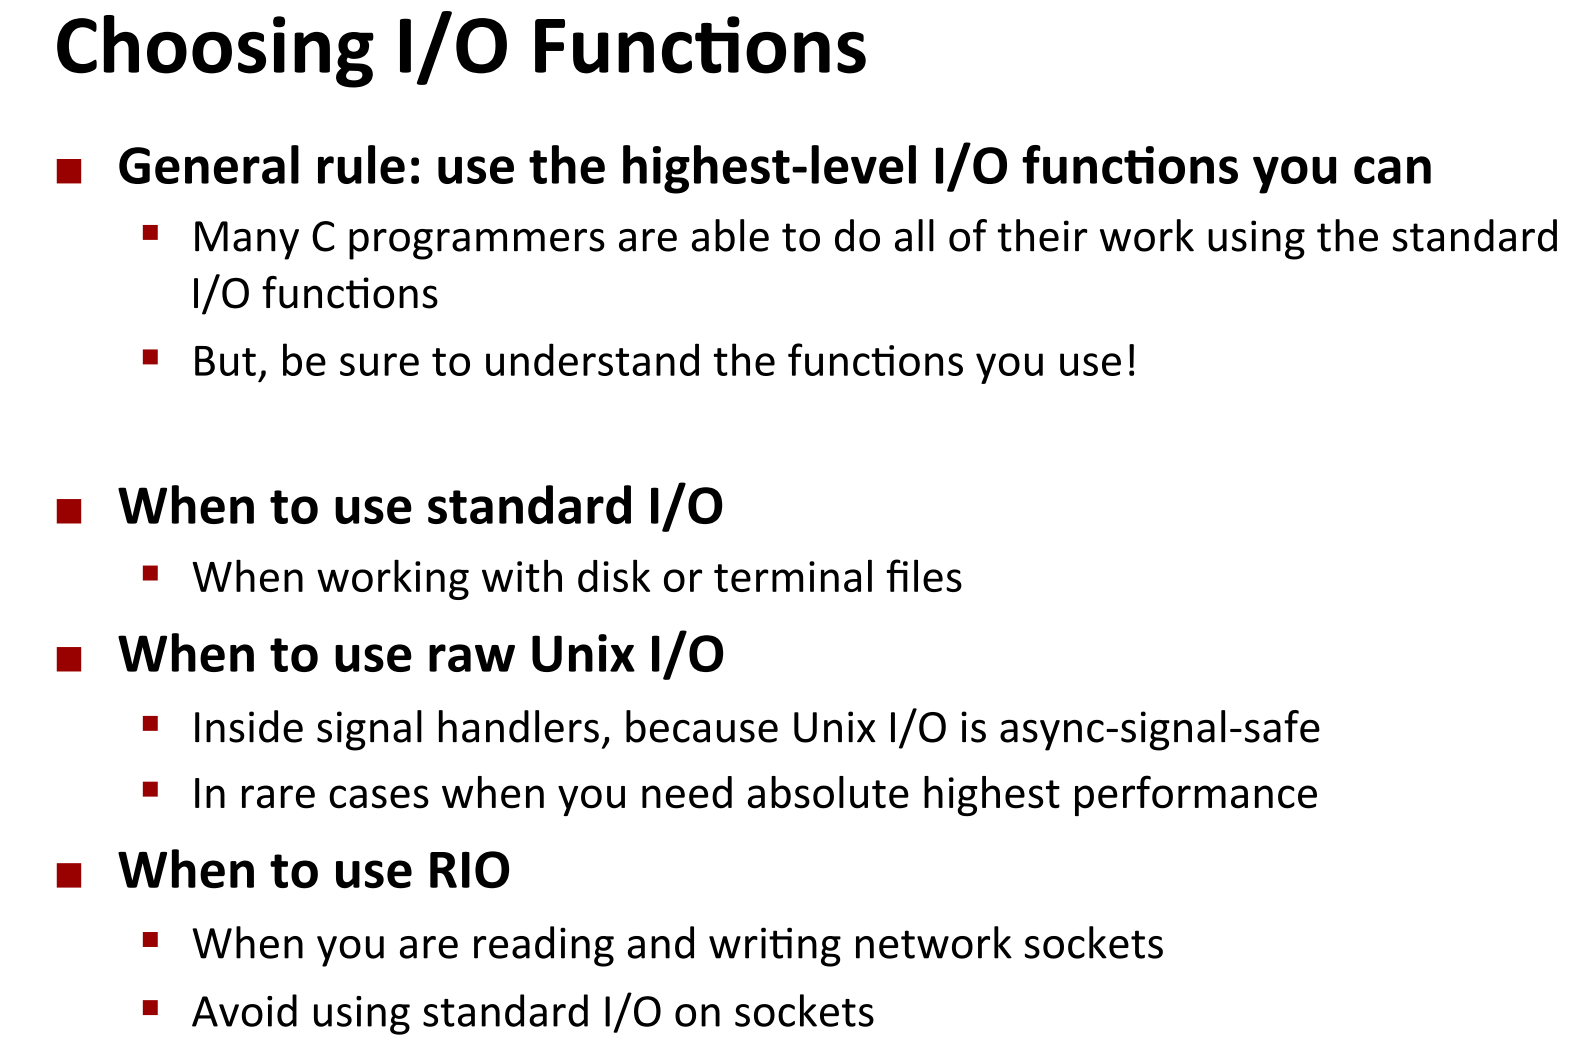 Choosing I/O Functions
General rule: use the highest-level I/O functions you can
Many C programmers are able to do all of their work using the standard
I/O functions
But, be sure to understand the functions you use!
When to use standard I/O
When working with disk or terminal files
When to use raw Unix I/O
Inside signal handlers, because Unix I/O is async-signal-safe
In rare cases when you need absolute highest performance
When to use RIO
When you are reading and writing network sockets
Avoid using standard I/O on sockets